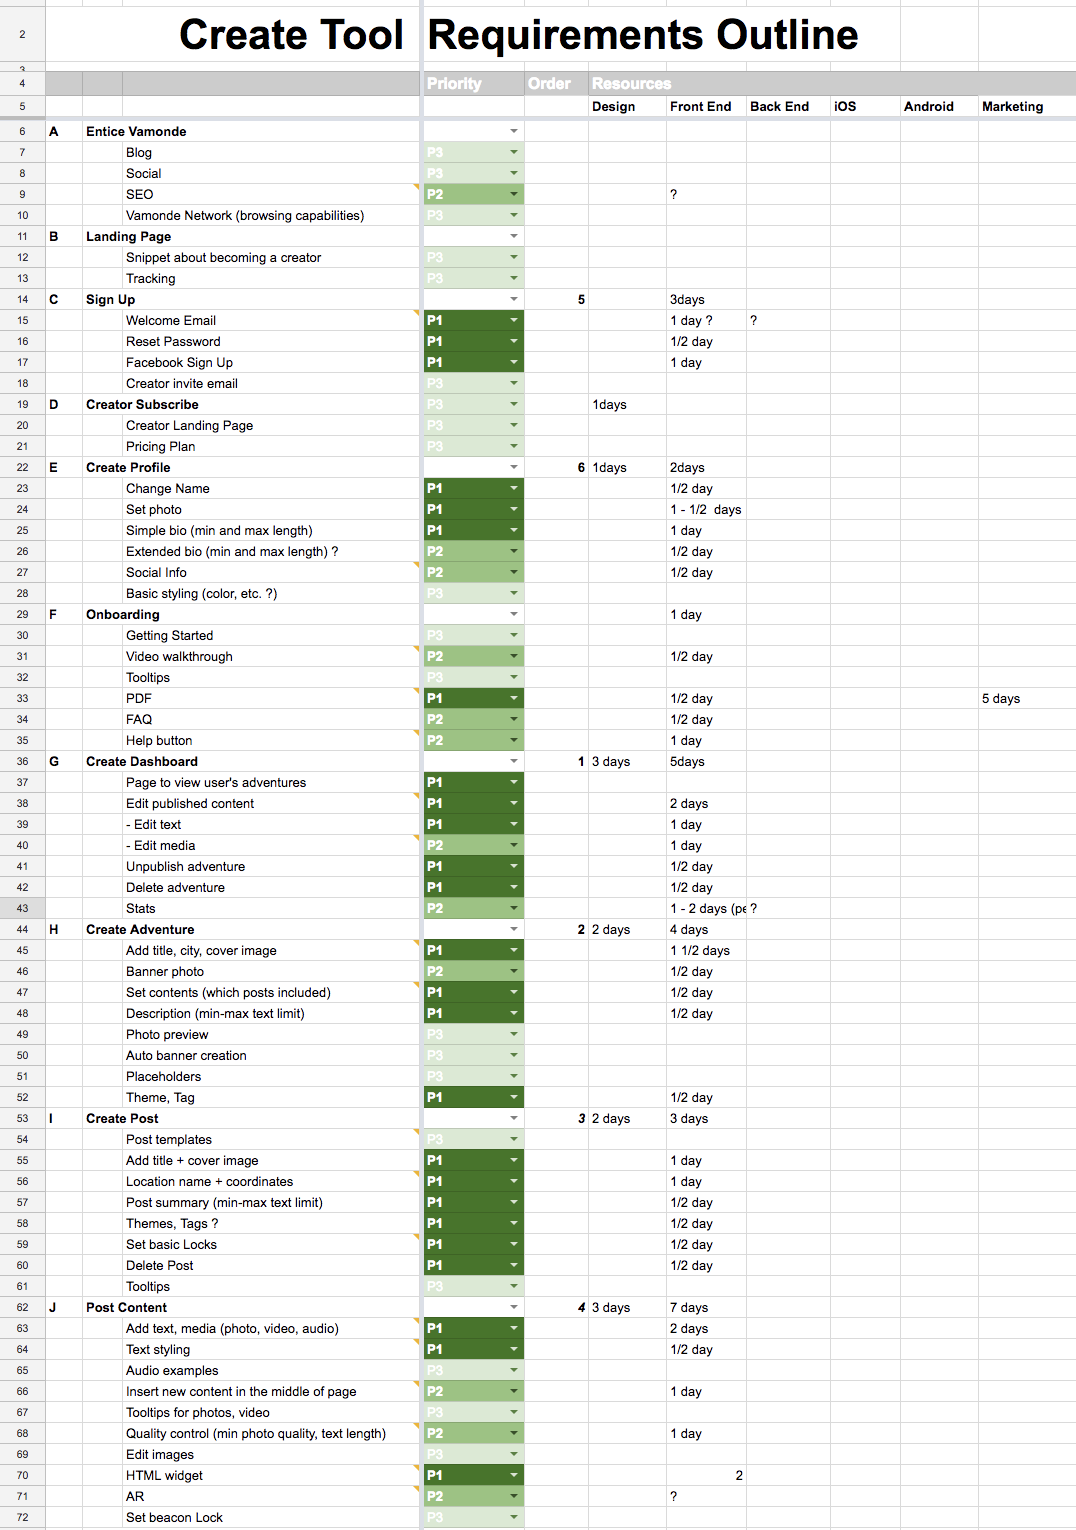 2 Create Tool Requirements Outline
3
4 Priority Order Resources
5 Design Front End Back End iOS Android Marketing
6 A Entice Vamonde
7 Blog P3
8 Social P3
9 SEO P2 ?
10 Vamonde Network (browsing capabilities) P3
11 B Landing Page
12 Snippet about becoming a creator P3
13 Tracking P3
14 C Sign Up 5 3days
15 Welcome Email P1 1 day ? ?
16 Reset Password P1 1/2 day
17 Facebook Sign Up P1 1 day
18 Creator invite email P3
19 D Creator Subscribe P3 1days
20 Creator Landing Page P3
21 Pricing Plan P3
22 E Create Profile 6 1days 2days
23 Change Name P1 1/2 day
24 Set photo P1 1 - 1/2 days
25 Simple bio (min and max length) P1 1 day
26 Extended bio (min and max length) ? P2 1/2 day
27 Social Info P2 1/2 day
28 Basic styling (color, etc. ?) P3
29 F Onboarding 1 day
30 Getting Started P3
31 Video walkthrough P2 1/2 day
32 Tooltips P3
33 PDF P1 1/2 day 5 days
34 FAQ P2 1/2 day
35 Help button P2 1 day
36 G Create Dashboard 1 3 days 5days
37 Page to view user's adventures P1
38 Edit published content P1 2 days
39 - Edit text P1 1 day
40 - Edit media P2 1 day
41 Unpublish adventure P1 1/2 day
42 Delete adventure P1 1/2 day
43 Stats P2 1 - 2 days (pe ?
44 H Create Adventure 2 2 days 4 days
45 Add title, city, cover image P1 1 1/2 days
46 Banner photo P2 1/2 day
47 Set contents (which posts included) P1 1/2 day
48 Description (min-max text limit) P1 1/2 day
49 Photo preview P3
50 Auto banner creation P3
51 Placeholders P3
52 Theme, Tag P1 1/2 day
53 I Create Post 3 2 days 3 days
54 Post templates P3
55 Add title + cover image P1 1 day
56 Location name + coordinates P1 1 day
57 Post summary (min-max text limit) P1 1/2 day
58 Themes, Tags ? P1 1/2 day
59 Set basic Locks P1 1/2 day
60 Delete Post P1 1/2 day
61 Tooltips P3
62 J Post Content 4 3 days 7 days
63 Add text, media (photo, video, audio) P1 2 days
64 Text styling P1 1/2 day
65 Audio examples P3
66 Insert new content in the middle of page P2 1 day
67 Tooltips for photos, video P3
68 Quality control (min photo quality, text length) P2 1 day
69 Edit images P3
70 HTML widget P1 2
71 AR P2 ?
72 Set beacon Lock P3